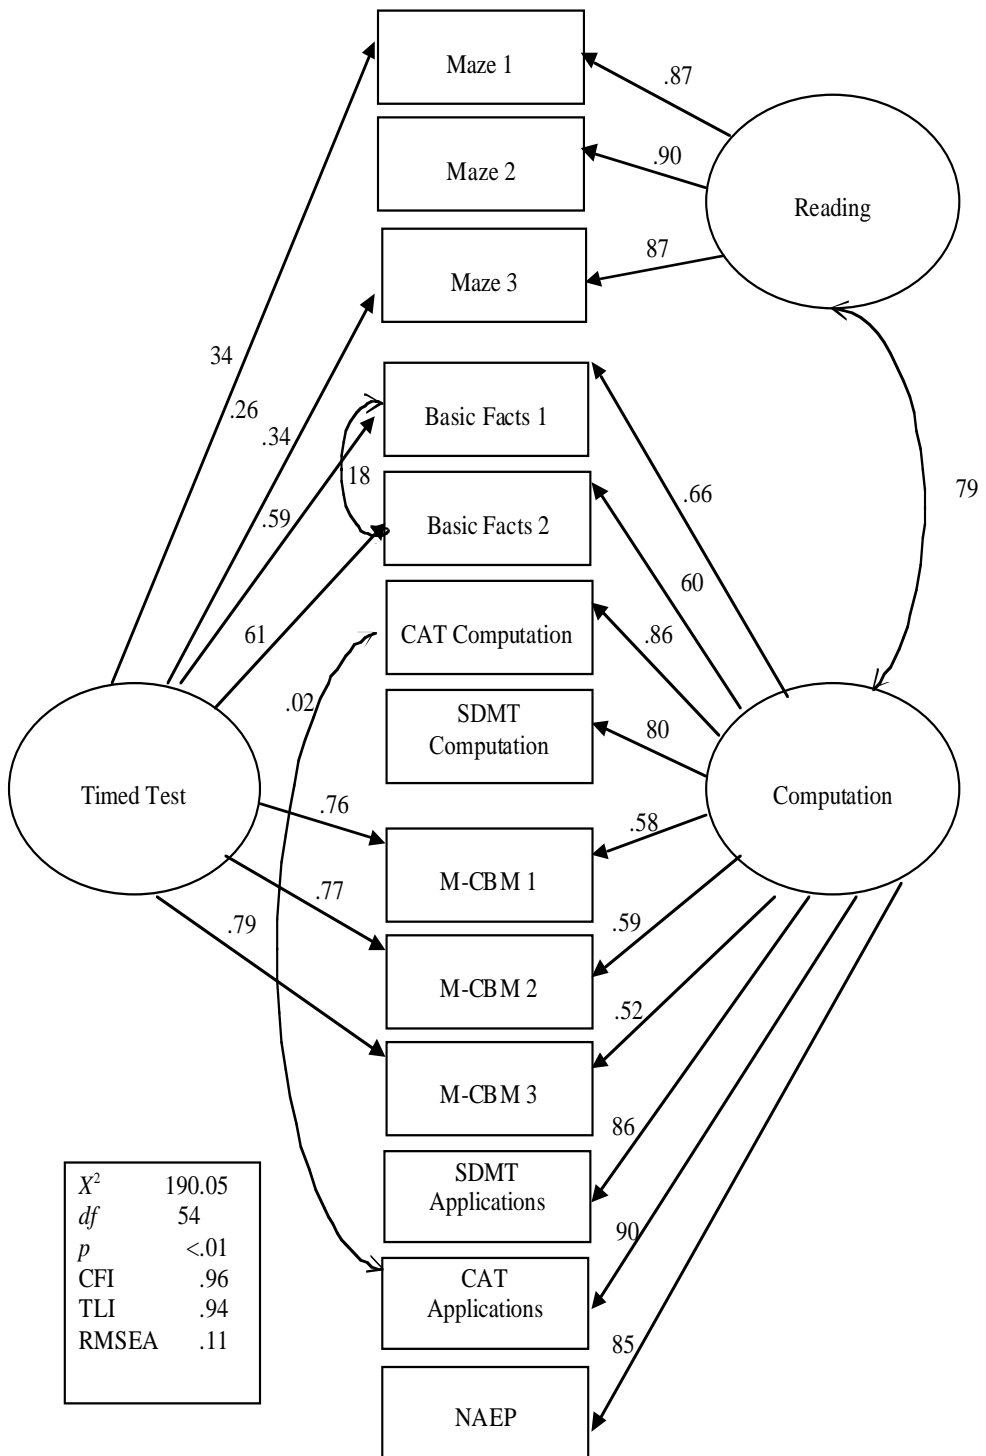 Maze 1
.87
Maze 2
.90
Reading
Maze 3
87
34
.26
.34
Basic Facts 1
18
.59
.66
79
Basic Facts 2
60
61
CAT Computation
.86
.02
SDMT
Computation
80
Timed Test
Computation
.76
.58
M-CBM 1
.77
.79
.59
M-CBM 2
.52
M-CBM 3
86
SDMT
Applications
90
CAT
Applications
85
NAEP
X² 190.05
df 54
p <.01
CFI .96
TLI .94
RMSEA .11